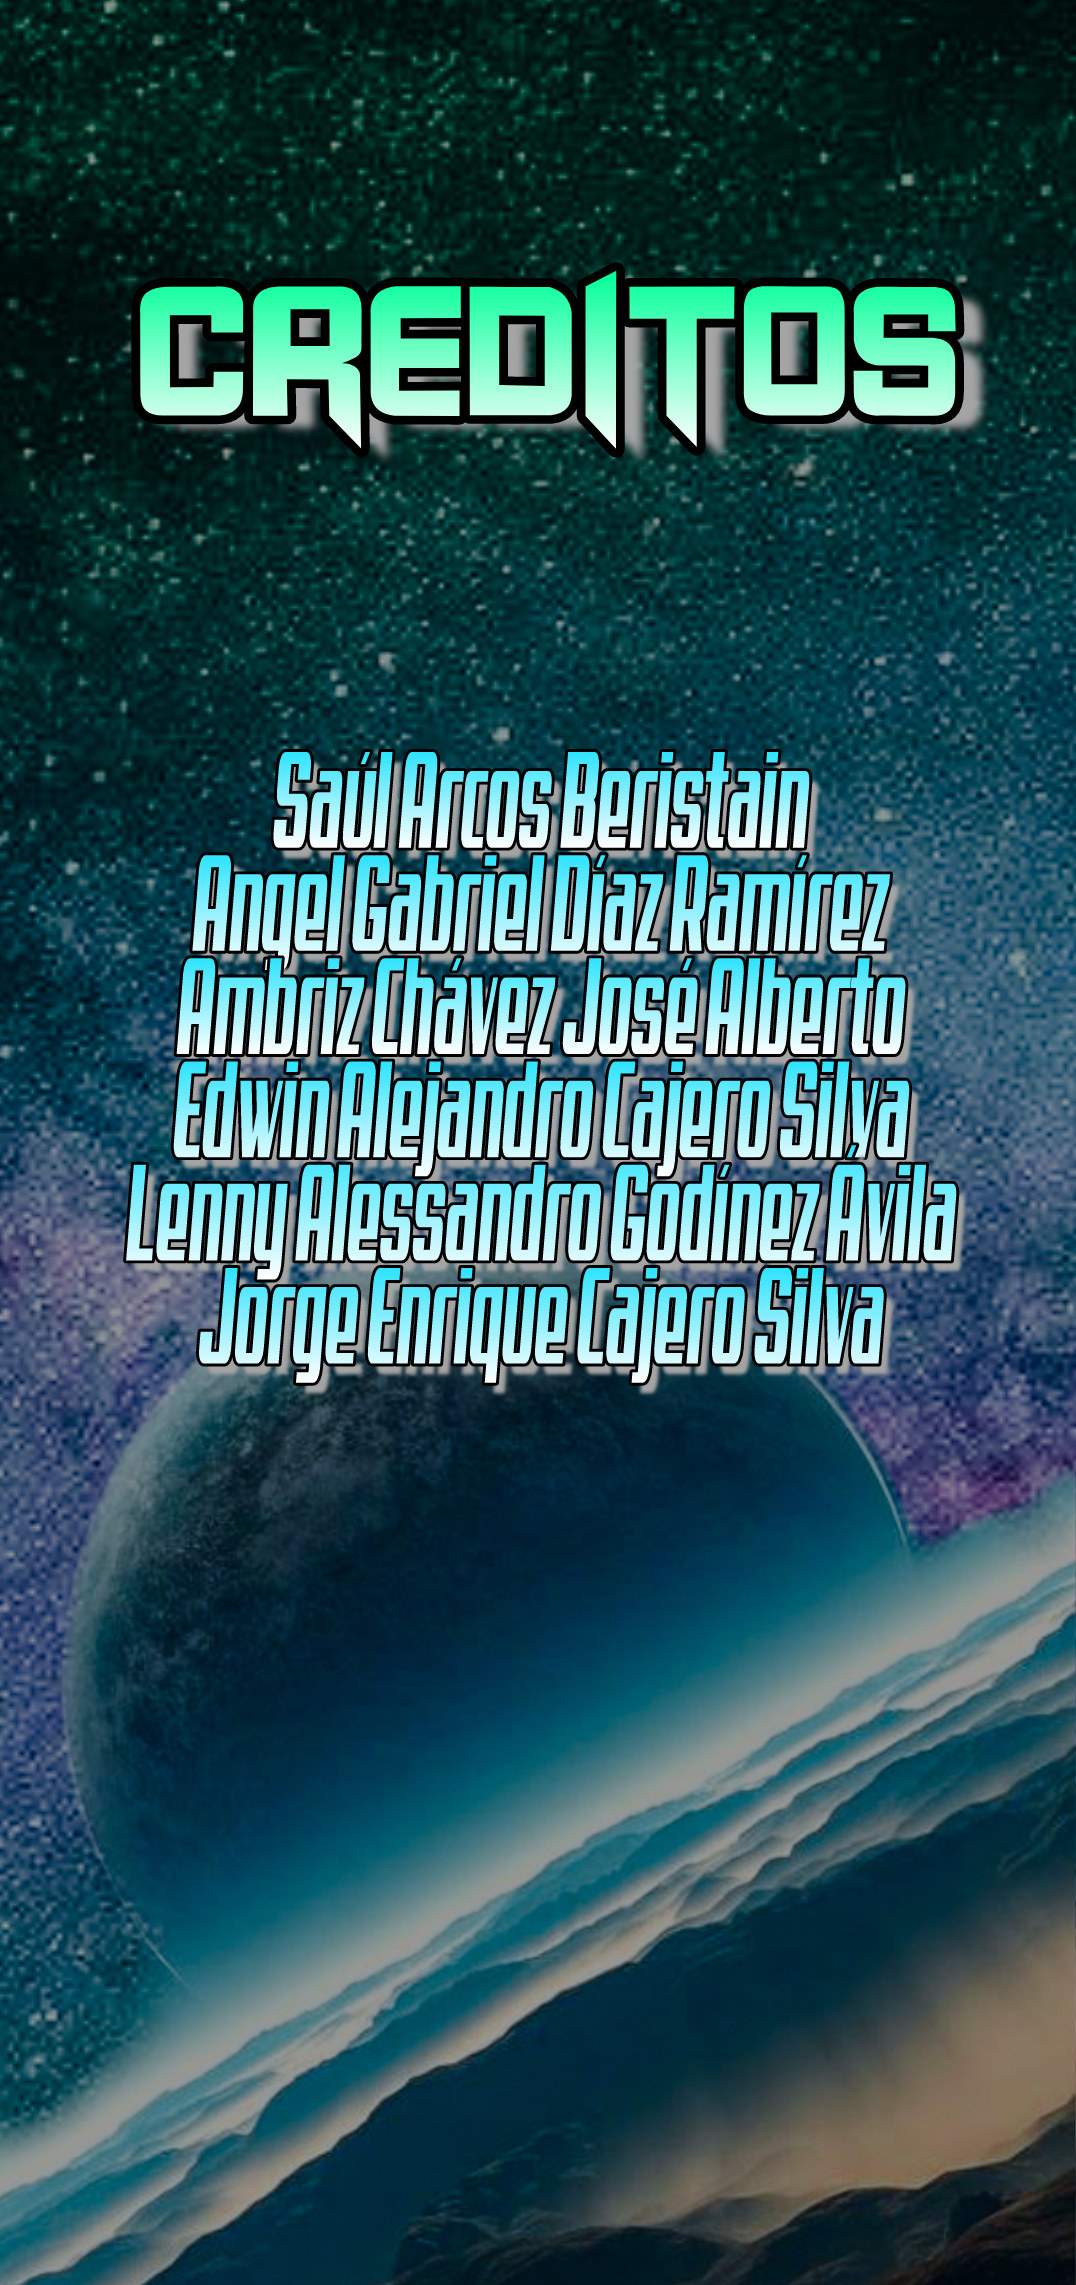 CREDITOS
Saúl Arcos Beristain
Angel Gabriel Díaz Ramírez
Ambriz Chávez José Alberto
Edwin Alejandro Cajero Silva
Lenny Alessandro Godínez Ávila
Jorge Enrique Cajero Silva